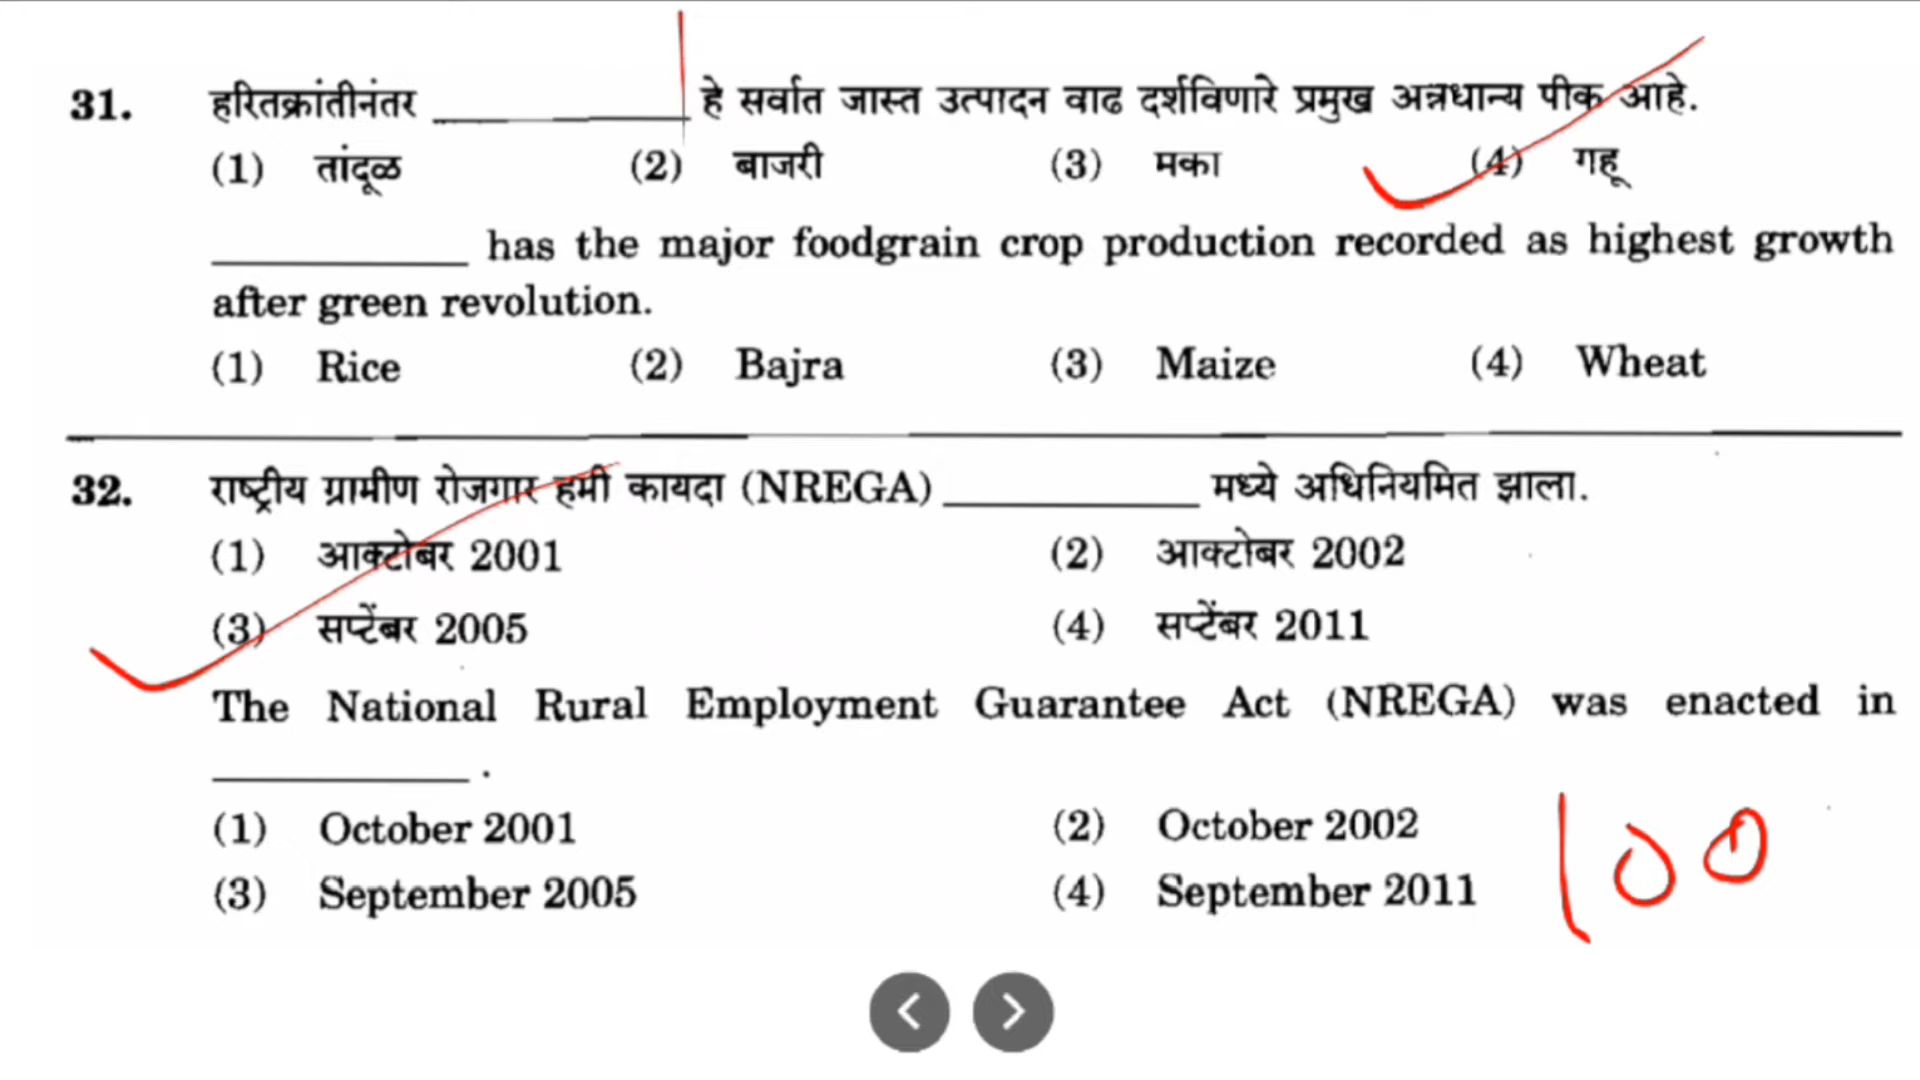 31. हरितक्रांतीनंतर ____________ हे सर्वात जास्त उत्पादन वाढ दर्शविणारे प्रमुख अन्नधान्य पीक आहे.
(1) तांदूळ (2) बाजरी (3) मका (4) गहू
____________ has the major foodgrain crop production recorded as highest growth
after green revolution.
(1) Rice (2) Bajra (3) Maize (4) Wheat
32. राष्ट्रीय ग्रामीण रोजगार हमी कायदा (NREGA) ____________ मध्ये अधिनियमित झाला.
(1) आक्टोबर 2001 (2) आक्टोबर 2002
(3) सप्टेंबर 2005 (4) सप्टेंबर 2011
The National Rural Employment Guarantee Act (NREGA) was enacted in
____________ .
(1) October 2001 (2) October 2002
(3) September 2005 (4) September 2011
100